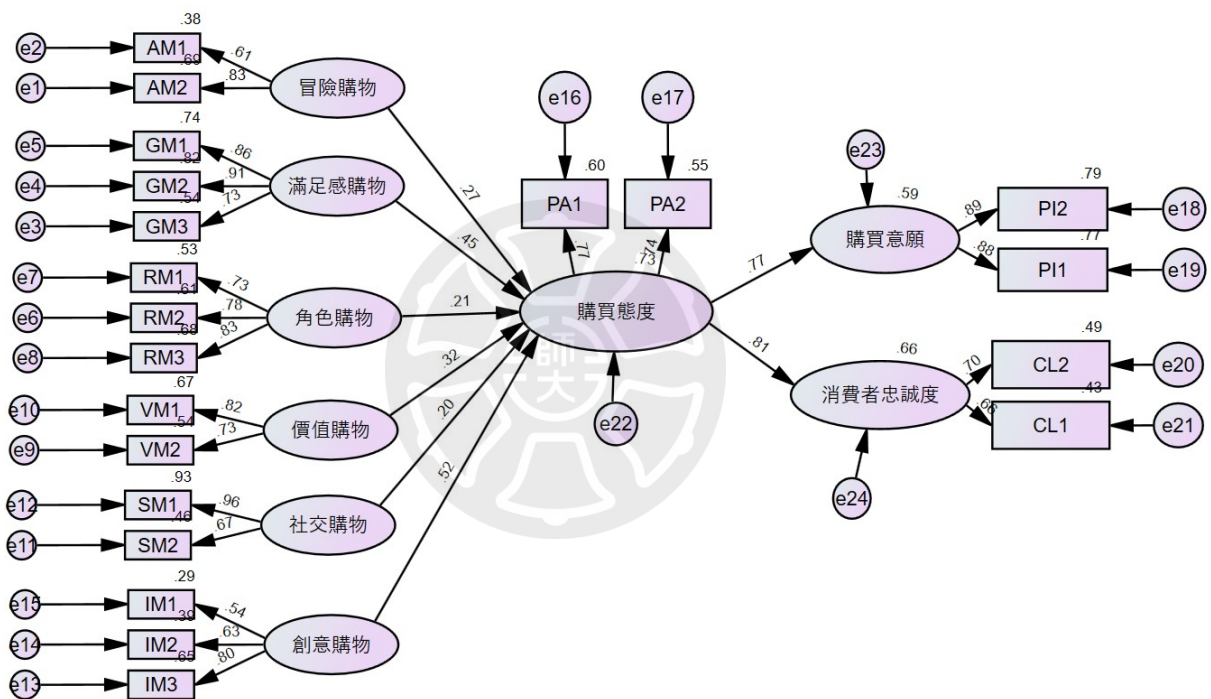 .38
e2 AM1 .61
.69
e1 AM2 .83
冒險購物
.74
e5 GM1 .86
.82
e4 GM2 .91
.54
e3 GM3 .73
滿足感購物
.53
e7 RM1 .73
.61
e6 RM2 .78
.68
e8 RM3 .83
角色購物
.67
e10 VM1 .82
.54
e9 VM2 .73
價值購物
.93
e12 SM1 .96
.46
e11 SM2 .67
社交購物
.29
e15 IM1 .54
.39
e14 IM2 .63
.65
e13 IM3 .80
創意購物
.27
.45
.21
.32
.20
.52
e16 e17
.60 .55
PA1 PA2
.77 .74
.73
購買態度
師大
e22
.77
.81
e23
.59
購買意願
.79
.89 PI2 e18
.77
.88 PI1 e19
.66
消費者忠誠度
e24
.49
.70 CL2 e20
.43
.66 CL1 e21